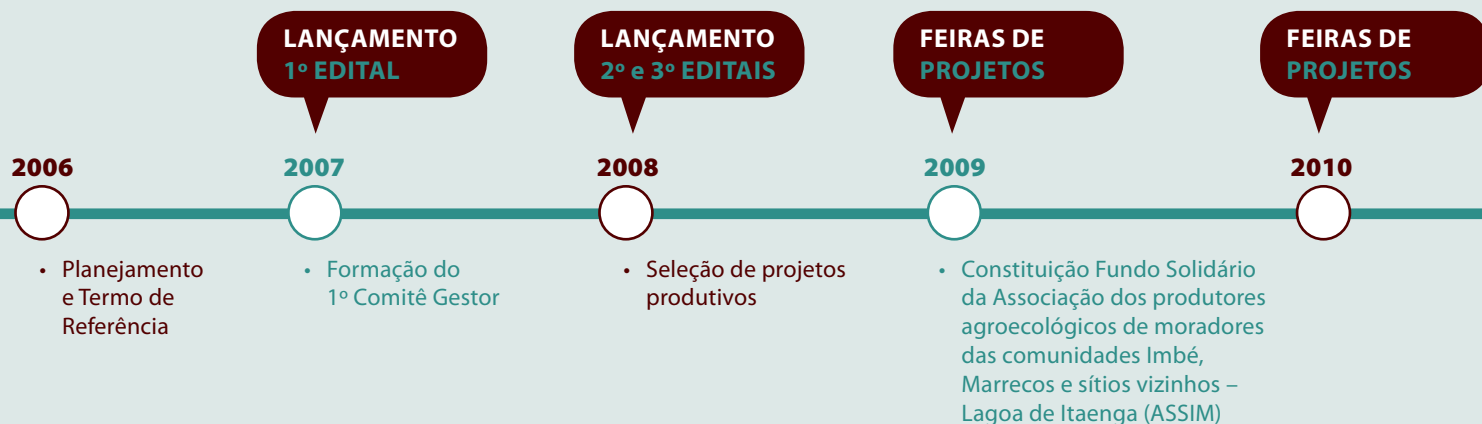 LANÇAMENTO
1º EDITAL
LANÇAMENTO
2º e 3º EDITAIS
FEIRAS DE
PROJETOS
FEIRAS DE
PROJETOS
2006
2007
2008
2009
2010
• Planejamento
e Termo de
Referência
• Formação do
1º Comitê Gestor
• Seleção de projetos
produtivos
• Constituição Fundo Solidário
da Associação dos produtores
agroecológicos de moradores
das comunidades Imbé,
Marrecos e sítios vizinhos –
Lagoa de Itaenga (ASSIM)